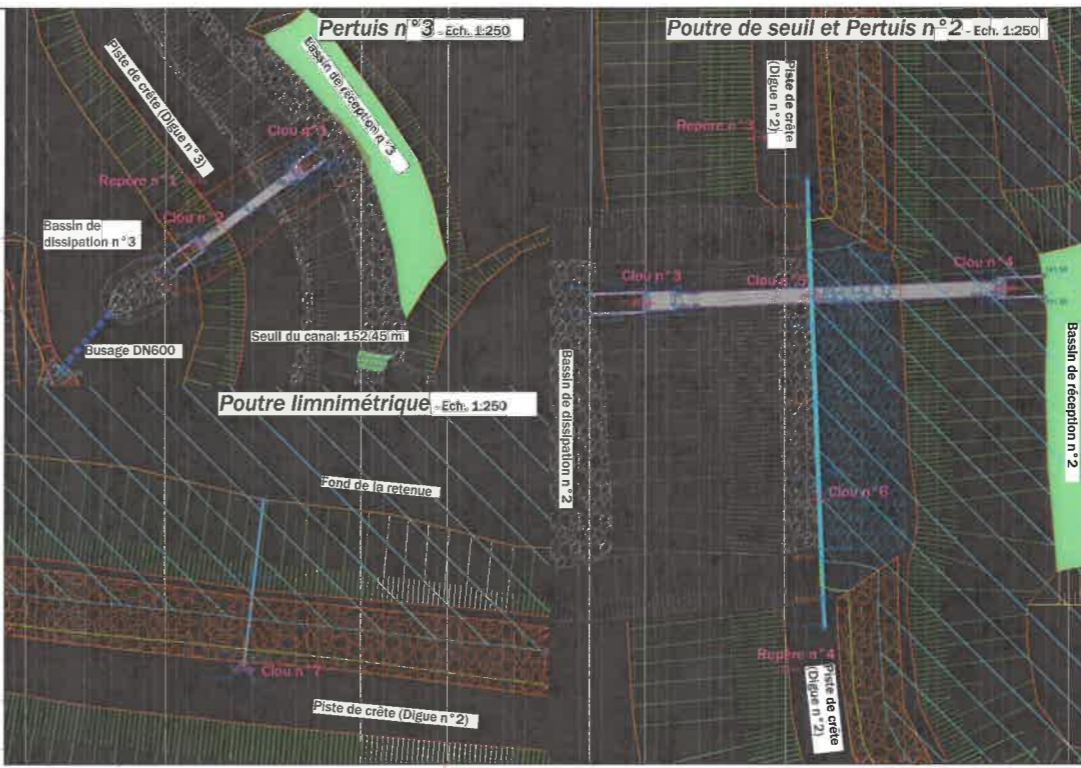 Pertuis n°3 - Ech. 1:250
Piste de crête
(Digue n°3)
Bassin de réception n°3
Clou n°1
Repère n°1
Clou n°2
Bassin de
dissipation n°3
Busage DN600
Seuil du canal: 152,45 m
Poutre limnimétrique - Ech. 1:250
Fond de la retenue
Clou n°7
Piste de crête (Digue n°2)
Poutre de seuil et Pertuis n°2 - Ech. 1:250
Piste de crête
(Digue n°2)
Clou n°3
Clou n°5
Clou n°4
Bassin de dissipation n°2
Bassin de réception n°2
Clou n°6
Repère n°4
Piste de crête
(Digue n°2)